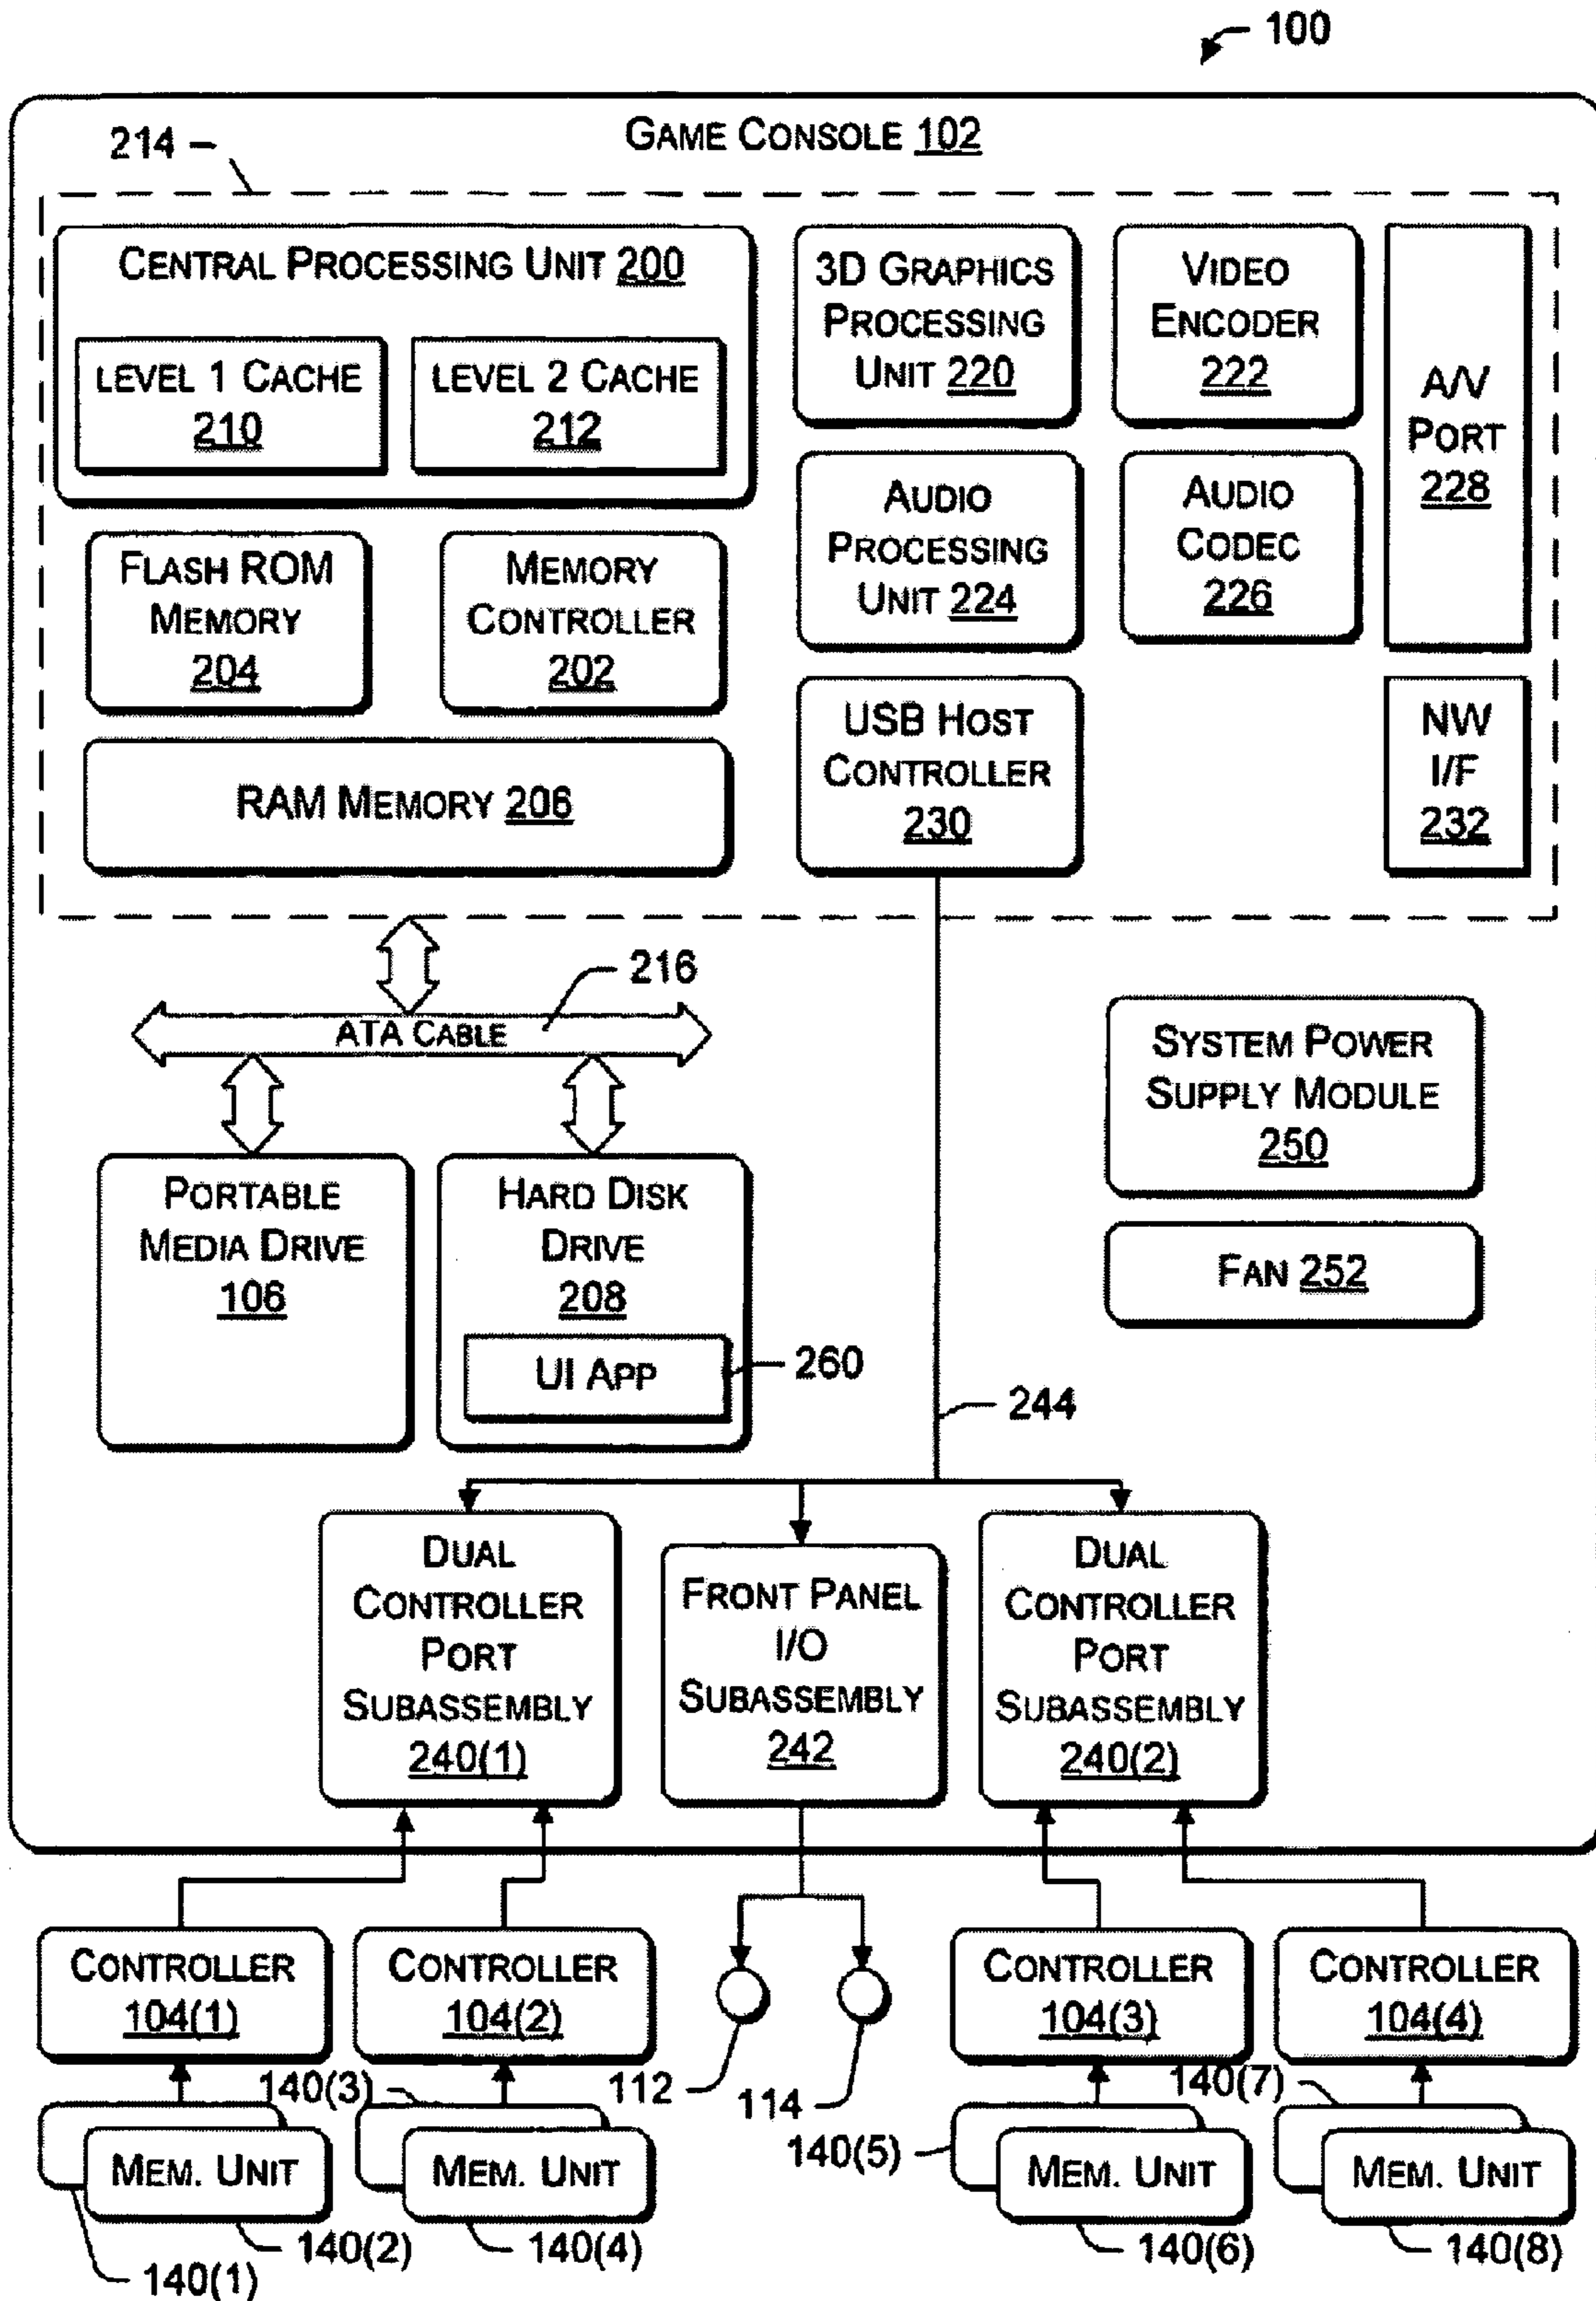 100
GAME CONSOLE 102
214
CENTRAL PROCESSING UNIT 200
LEVEL 1 CACHE
210
LEVEL 2 CACHE
212
3D GRAPHICS
PROCESSING
UNIT 220
VIDEO
ENCODER
222
A/V
PORT
228
FLASH ROM
MEMORY
204
MEMORY
CONTROLLER
202
AUDIO
PROCESSING
UNIT 224
AUDIO
CODEC
226
RAM MEMORY 206
USB HOST
CONTROLLER
230
NW
I/F
232
216
ATA CABLE
SYSTEM POWER
SUPPLY MODULE
250
PORTABLE
MEDIA DRIVE
106
HARD DISK
DRIVE
208
UI APP
260
FAN 252
244
DUAL
CONTROLLER
PORT
SUBASSEMBLY
240(1)
FRONT PANEL
I/O
SUBASSEMBLY
242
DUAL
CONTROLLER
PORT
SUBASSEMBLY
240(2)
CONTROLLER
104(1)
CONTROLLER
104(2)
CONTROLLER
104(3)
CONTROLLER
104(4)
140(3)
112
114
140(7)
140(5)
MEM. UNIT
MEM. UNIT
MEM. UNIT
MEM. UNIT
140(2)
140(4)
140(6)
140(8)
140(1)